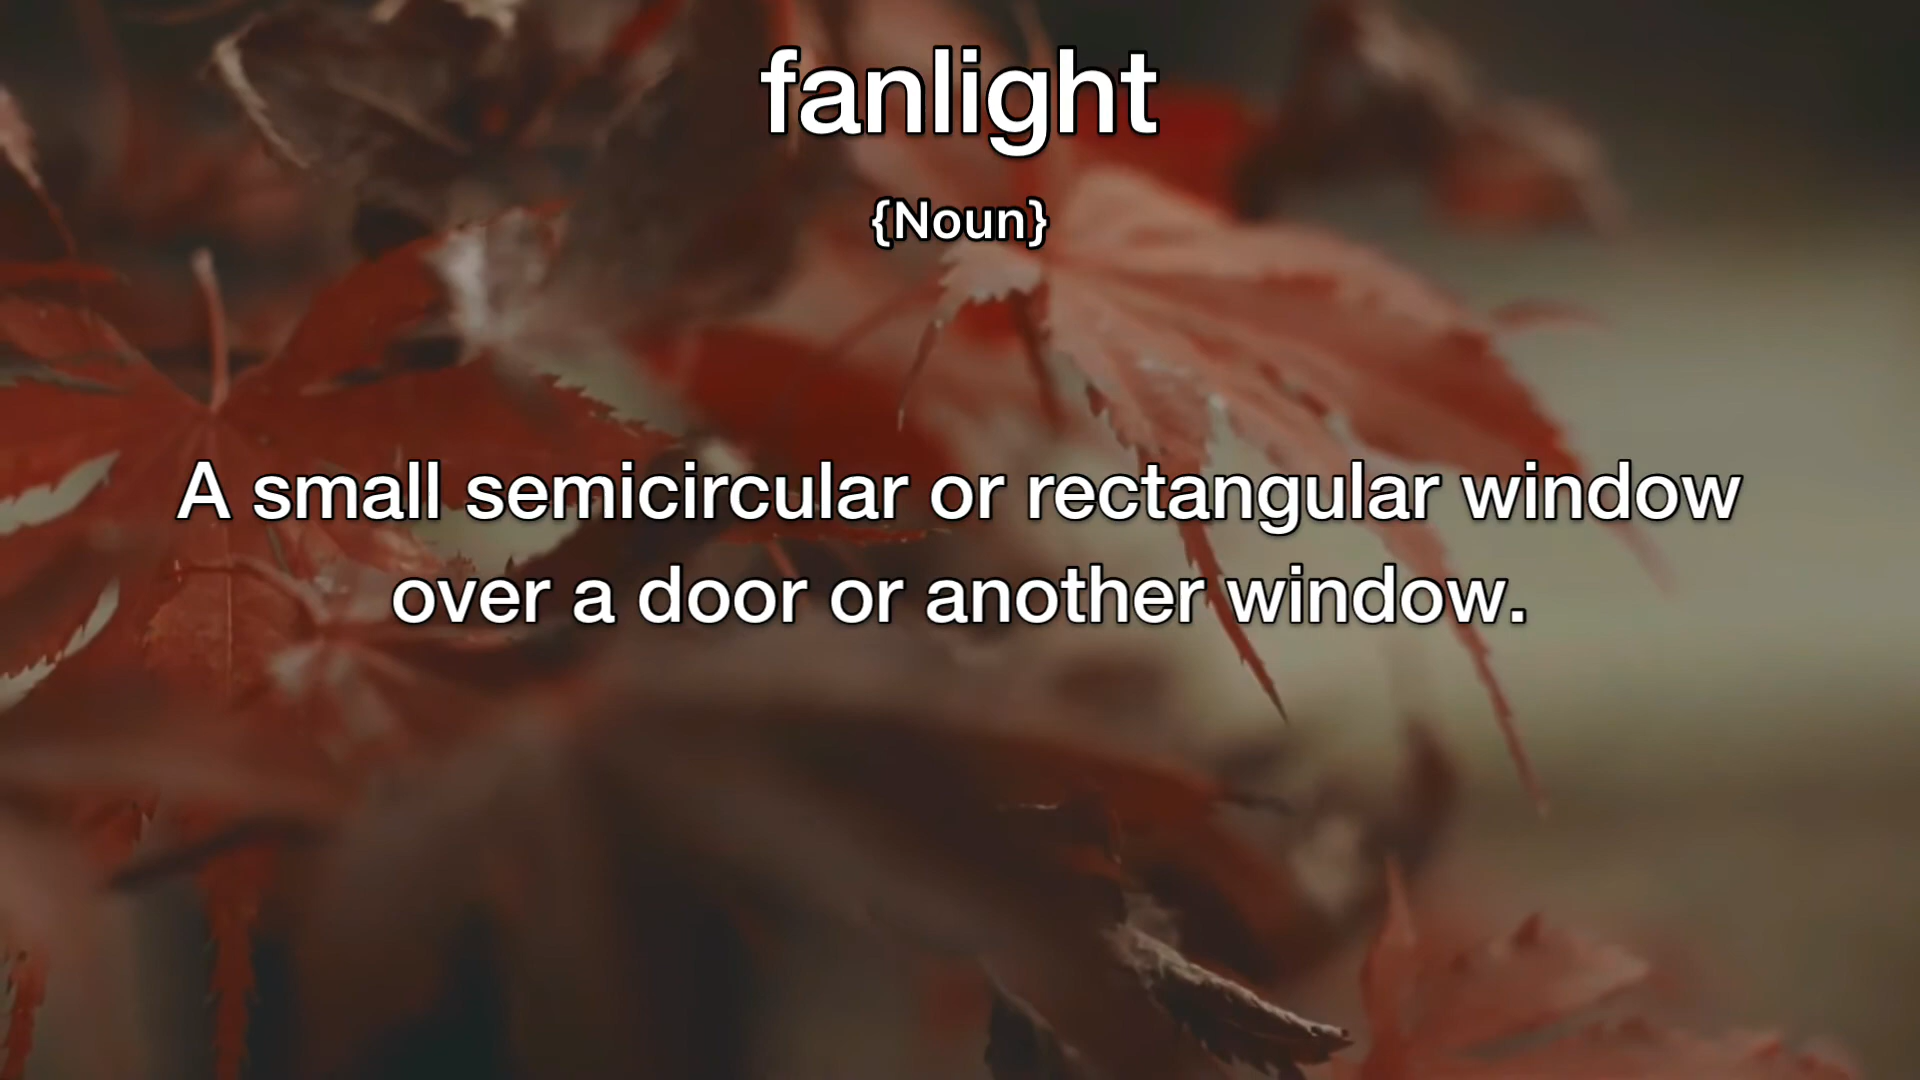 fanlight
{Noun}
A small semicircular or rectangular window
over a door or another window.